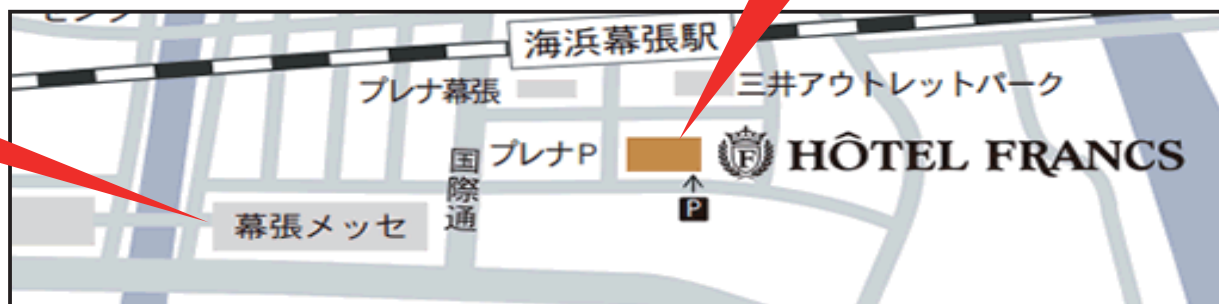 海浜幕張駅
プレナ幕張
三井アウトレットパーク
プレナP
F
HÔTEL FRANCS
国際通
P
幕張メッセ